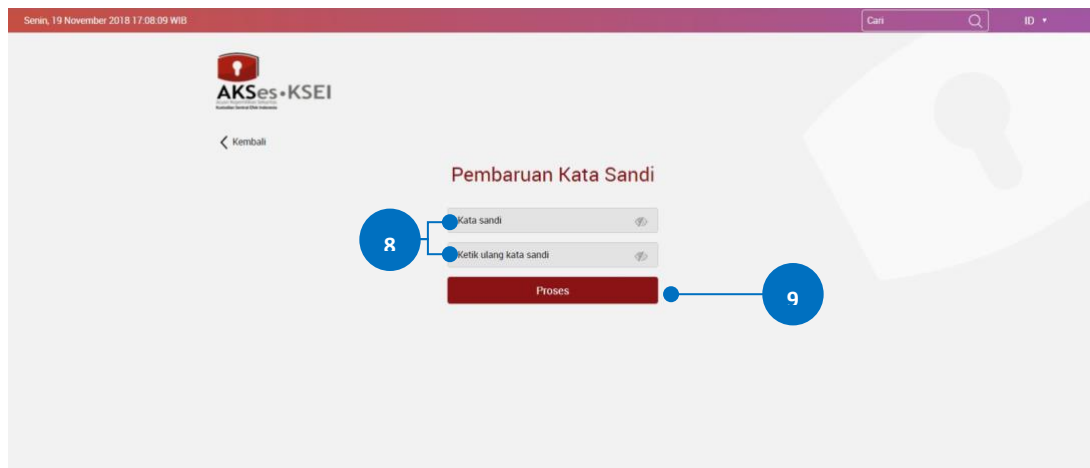 Senin, 19 November 2018 17:08:09 WIB
Cari
ID
AKSes•KSEI
Kembali
Pembaruan Kata Sandi
Kata sandi
8
Ketik ulang kata sandi
Proses
9